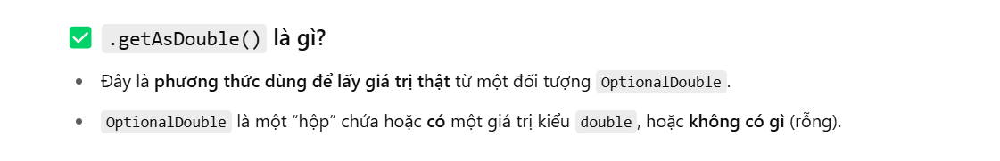 ✅ .getAsDouble() là gì?
• Đây là phương thức dùng để lấy giá trị thật từ một đối tượng OptionalDouble.
• OptionalDouble là một “hộp” chứa hoặc có một giá trị kiểu double, hoặc không có gì (rỗng).